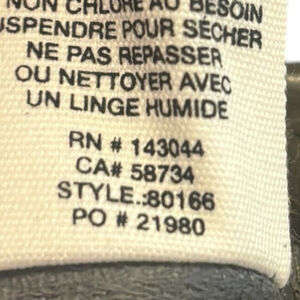 NON CHLORÉ AU BESOIN
SUSPENDRE POUR SÉCHER
NE PAS REPASSER
OU NETTOYER AVEC
UN LINGE HUMIDE
RN # 143044
CA# 58734
STYLE.:80166
PO # 21980